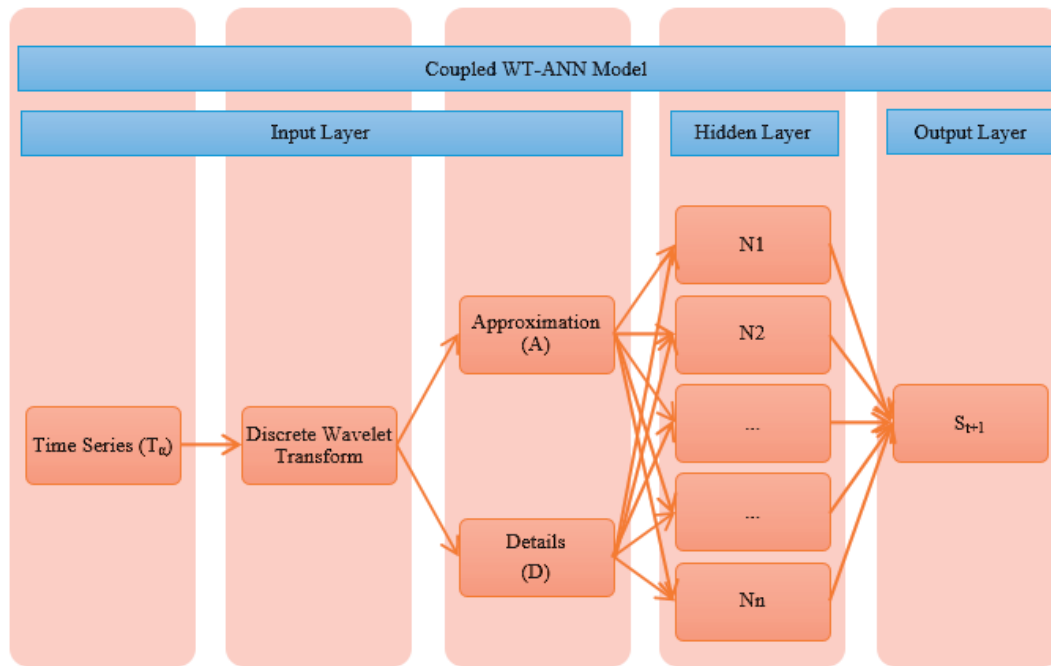 Coupled WT-ANN Model
Input Layer
Hidden Layer
Output Layer
N1
Approximation
(A)
N2
Time Series (Tα)
Discrete Wavelet
Transform
...
St+1
Details
(D)
...
Nn